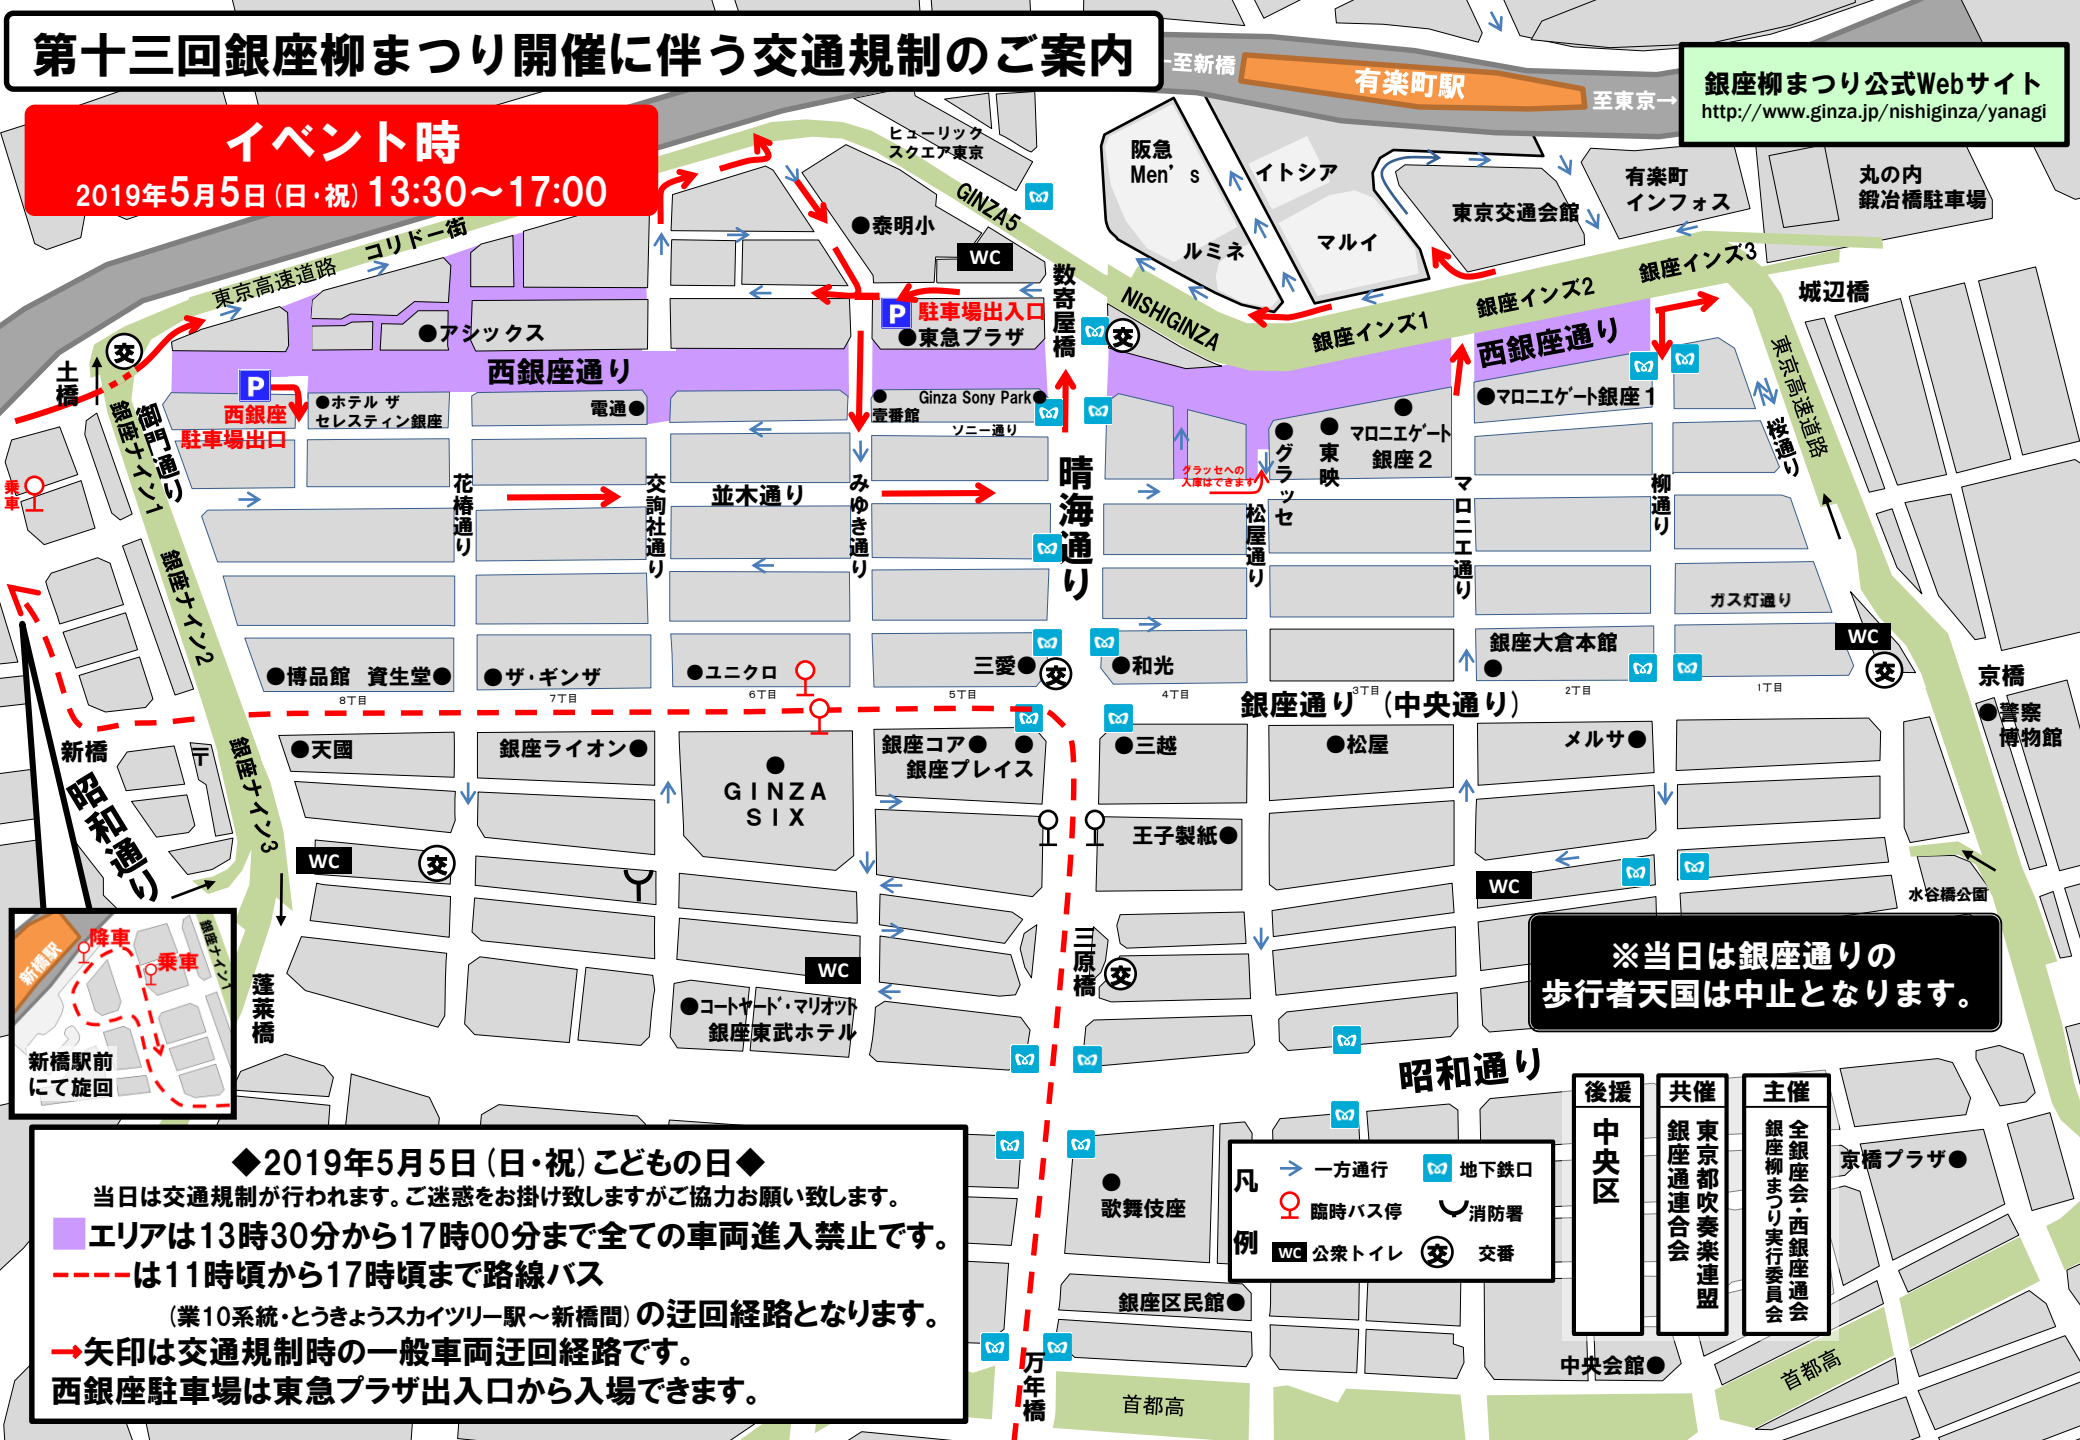 第十三回銀座柳まつり開催に伴う交通規制のご案内
イベント時
2019年5月5日(日・祝)13:30〜17:00
←至新橋
有楽町駅
至東京→
銀座柳まつり公式Webサイト
http://www.ginza.jp/nishiginza/yanagi
ヒューリック
スクエア東京
阪急
Men's
イトシア
ルミネ
マルイ
東京交通会館
有楽町
インフォス
丸の内
鍛冶橋駐車場
コリドー街
東京高速道路
●泰明小
WC
GINZA5
数寄屋橋
NISHIGINZA
交
銀座インズ1
銀座インズ2
銀座インズ3
城辺橋
交
土橋
●アシックス
P
駐車場出入口
●東急プラザ
西銀座通り
西銀座通り
東京高速道路
P
西銀座
駐車場出口
●ホテル ザ
セレスティン銀座
電通●
●
壹番館
Ginza Sony Park●
ソニー通り
●マロニエゲート銀座1
●
マロニエゲート
銀座2
●
東映
●
グラッセ
グラッセへの
入庫はできます
桜通り
御門通り
銀座ナイン1
乗車
花椿通り
交詢社通り
並木通り
みゆき通り
晴海通り
松屋通り
マロニエ通り
柳通り
銀座ナイン2
ガス灯通り
WC
交
京橋
●博品館 資生堂●
●ザ・ギンザ
●ユニクロ
三愛●
交
●和光
銀座大倉本館
●
8丁目
7丁目
6丁目
5丁目
4丁目
3丁目
2丁目
1丁目
銀座通り(中央通り)
●警察
博物館
新橋
〒
昭和通り
銀座ナイン3
●天國
銀座ライオン●
●
GINZA
SIX
銀座コア●
●
銀座プレイス
●三越
●松屋
メルサ●
王子製紙●
WC
交
WC
水谷橋公園
WC
三原橋
交
●コートヤード・マリオット
銀座東武ホテル
蓬莱橋
※当日は銀座通りの
歩行者天国は中止となります。
新橋駅
降車
乗車
銀座ナイン1
新橋駅前
にて旋回
昭和通り
後援
中央区
共催
東京都吹奏楽連盟
銀座通連合会
主催
全銀座会・西銀座通会
銀座柳まつり実行委員会
京橋プラザ●
◆2019年5月5日(日・祝)こどもの日◆
当日は交通規制が行われます。ご迷惑をお掛け致しますがご協力お願い致します。
エリアは13時30分から17時00分まで全ての車両進入禁止です。
は11時頃から17時頃まで路線バス
(業10系統・とうきょうスカイツリー駅〜新橋間)の迂回経路となります。
→矢印は交通規制時の一般車両迂回経路です。
西銀座駐車場は東急プラザ出入口から入場できます。
●
歌舞伎座
凡例
一方通行
地下鉄口
臨時バス停
消防署
WC 公衆トイレ
交 交番
銀座区民館●
万年橋
首都高
中央会館●
首都高